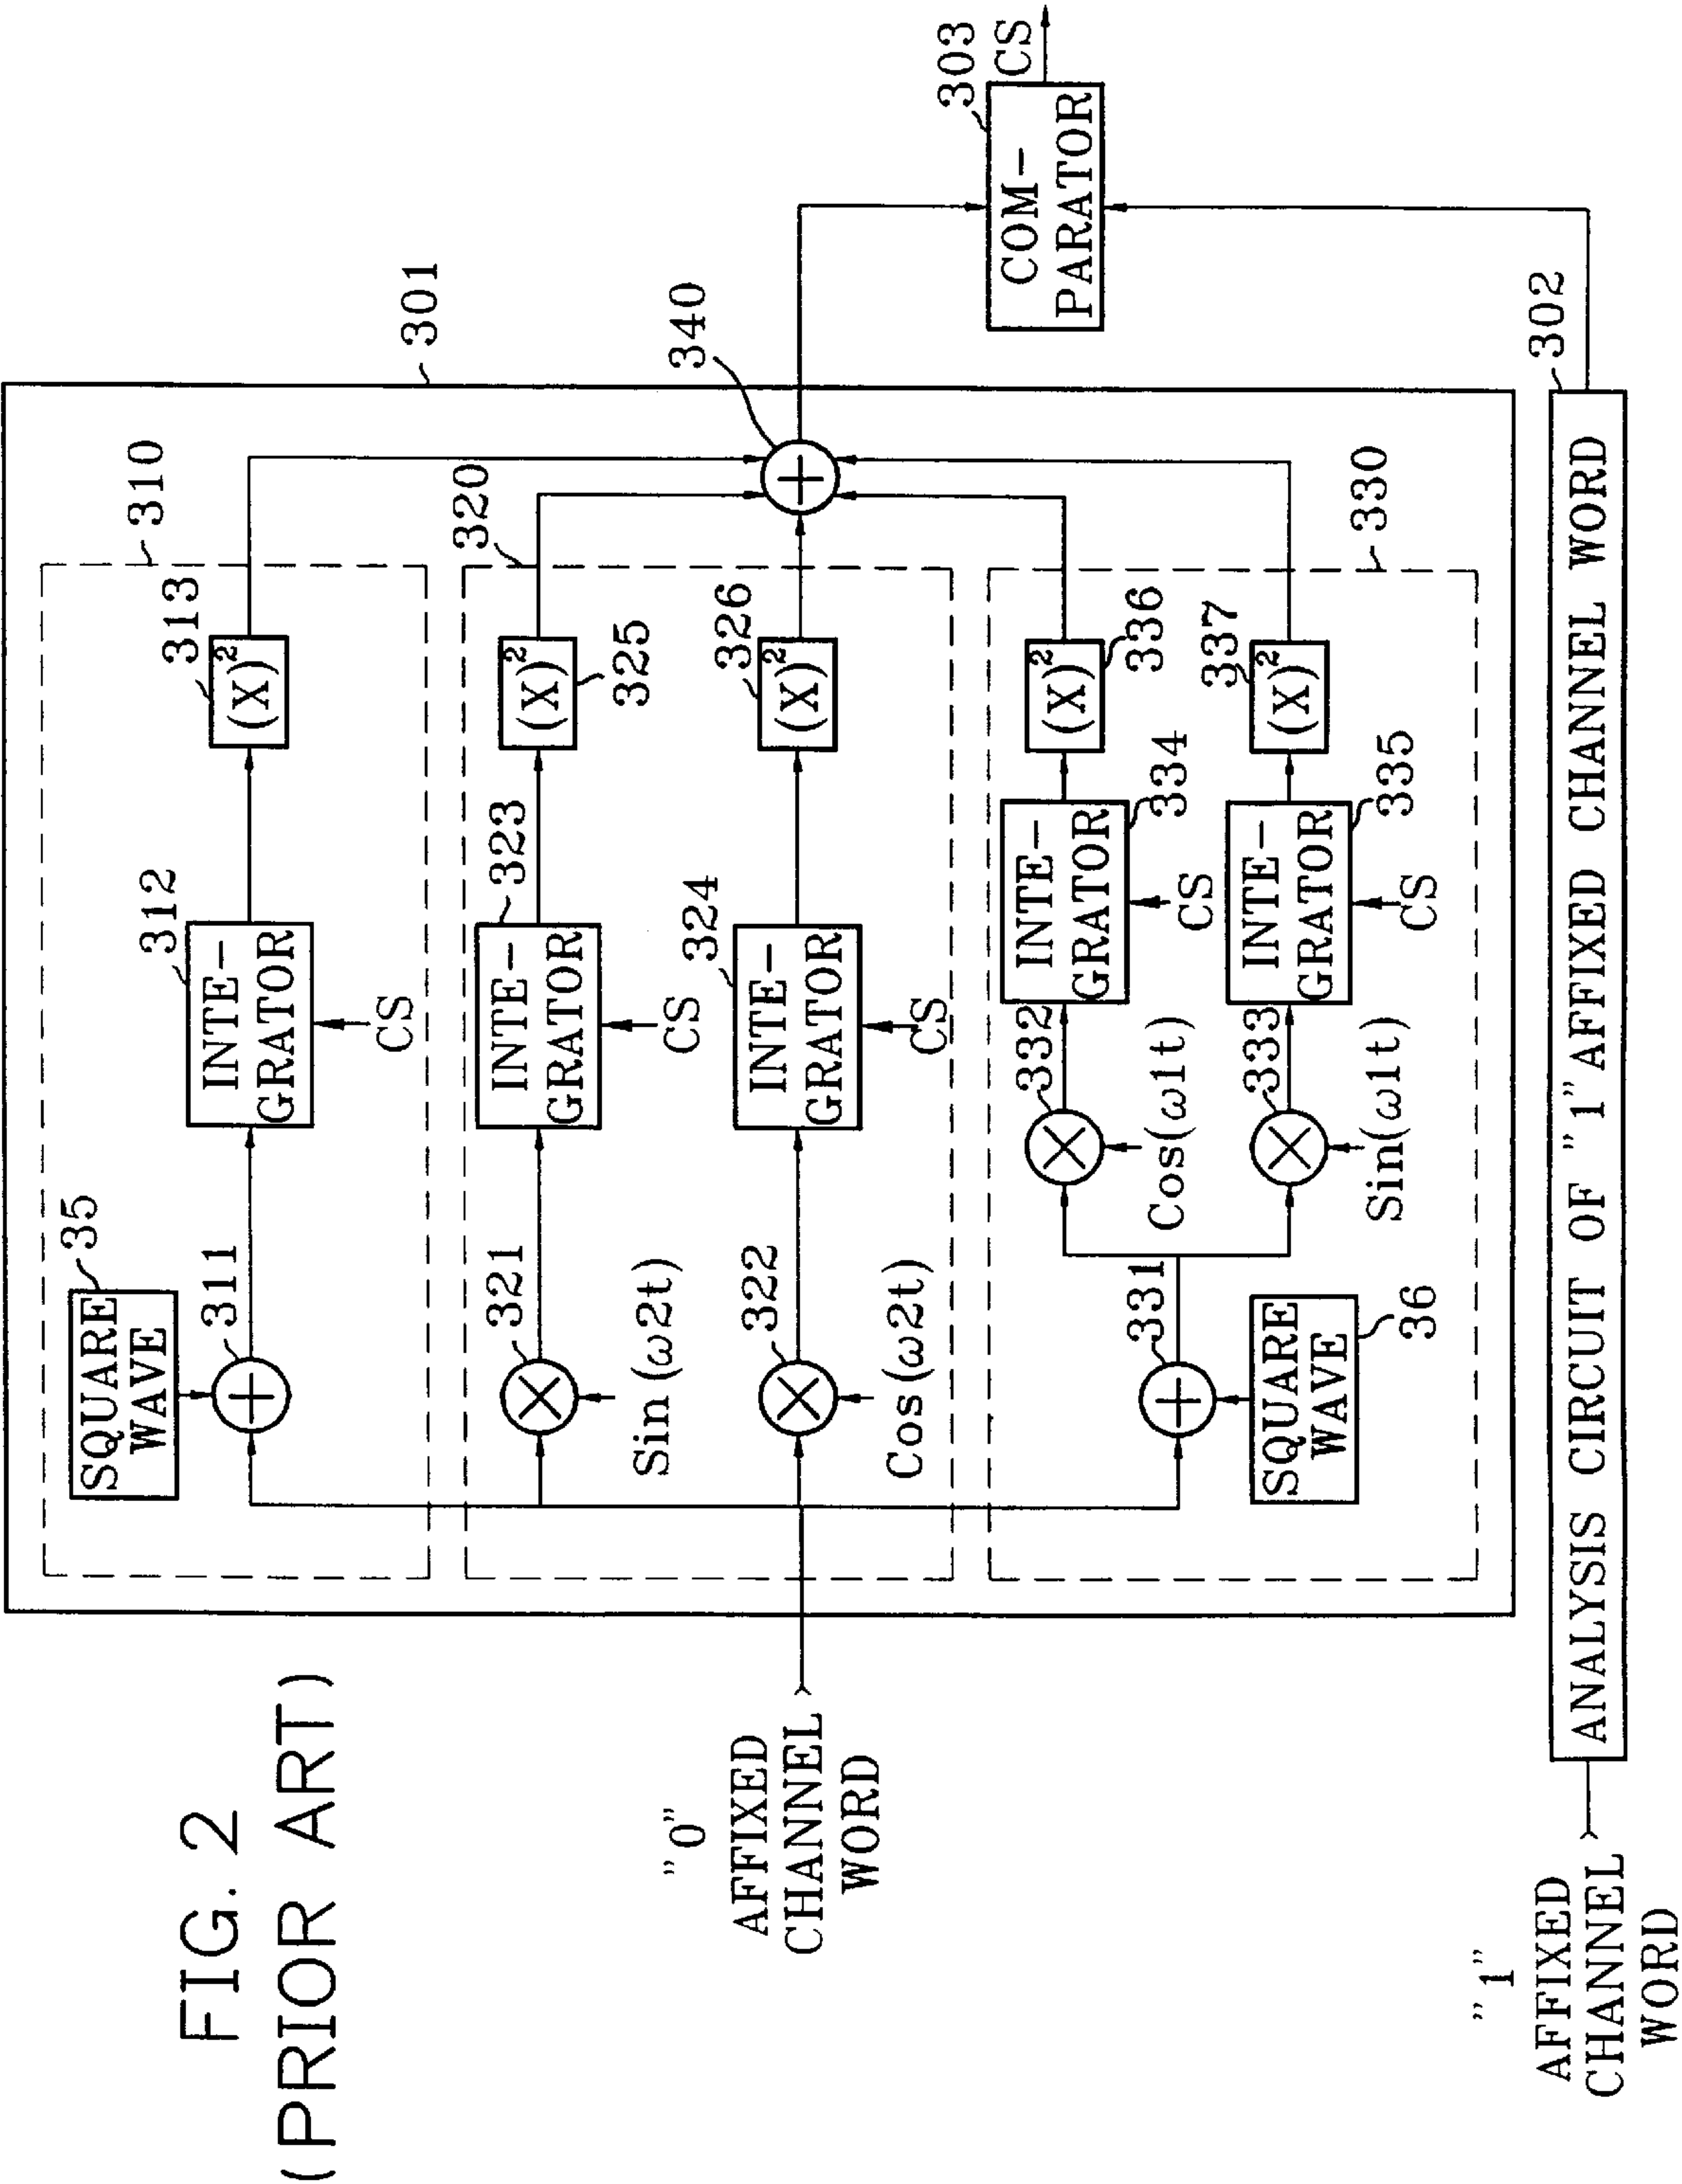 FIG. 2
(PRIOR ART)
301
310
SQUARE
WAVE
35
311
INTE-
GRATOR
312
CS
(X)²
313
320
321
Sin(ω2t)
INTE-
GRATOR
323
CS
(X)²
325
340
"0"
AFFIXED
CHANNEL
WORD
322
Cos(ω2t)
INTE-
GRATOR
324
CS
(X)²
326
COM-
PARATOR
303
CS
330
331
SQUARE
WAVE
36
332
Cos(ω1t)
INTE-
GRATOR
334
CS
(X)²
336
333
Sin(ω1t)
INTE-
GRATOR
335
CS
(X)²
337
"1"
AFFIXED
CHANNEL
WORD
ANALYSIS CIRCUIT OF "1" AFFIXED CHANNEL WORD
302